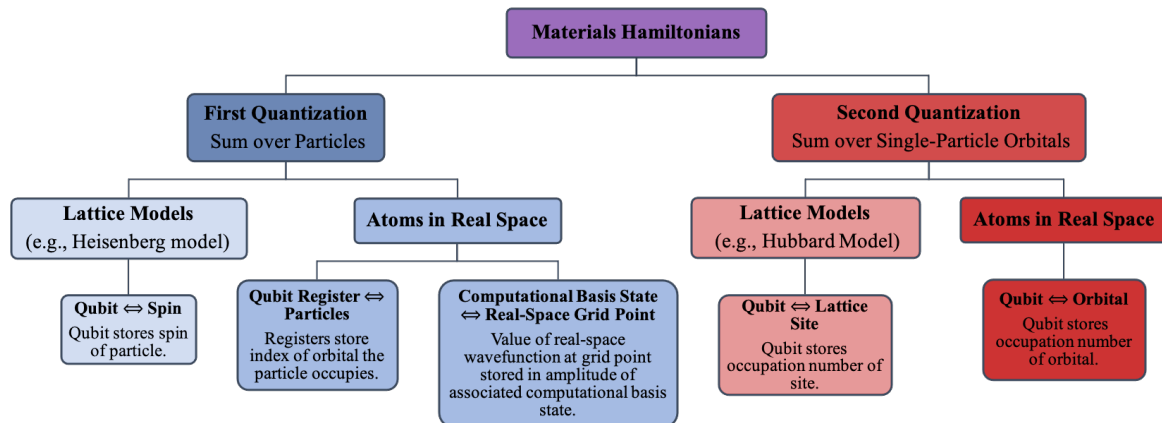 Materials Hamiltonians
First Quantization
Sum over Particles
Second Quantization
Sum over Single-Particle Orbitals
Lattice Models
(e.g., Heisenberg model)
Atoms in Real Space
Lattice Models
(e.g., Hubbard Model)
Atoms in Real Space
Qubit ⇔ Spin
Qubit stores spin
of particle.
Qubit Register ⇔
Particles
Registers store
index of orbital the
particle occupies.
Computational Basis State
⇔ Real-Space Grid Point
Value of real-space
wavefunction at grid point
stored in amplitude of
associated computational basis
state.
Qubit ⇔ Lattice
Site
Qubit stores
occupation number of
site.
Qubit ⇔ Orbital
Qubit stores
occupation number
of orbital.